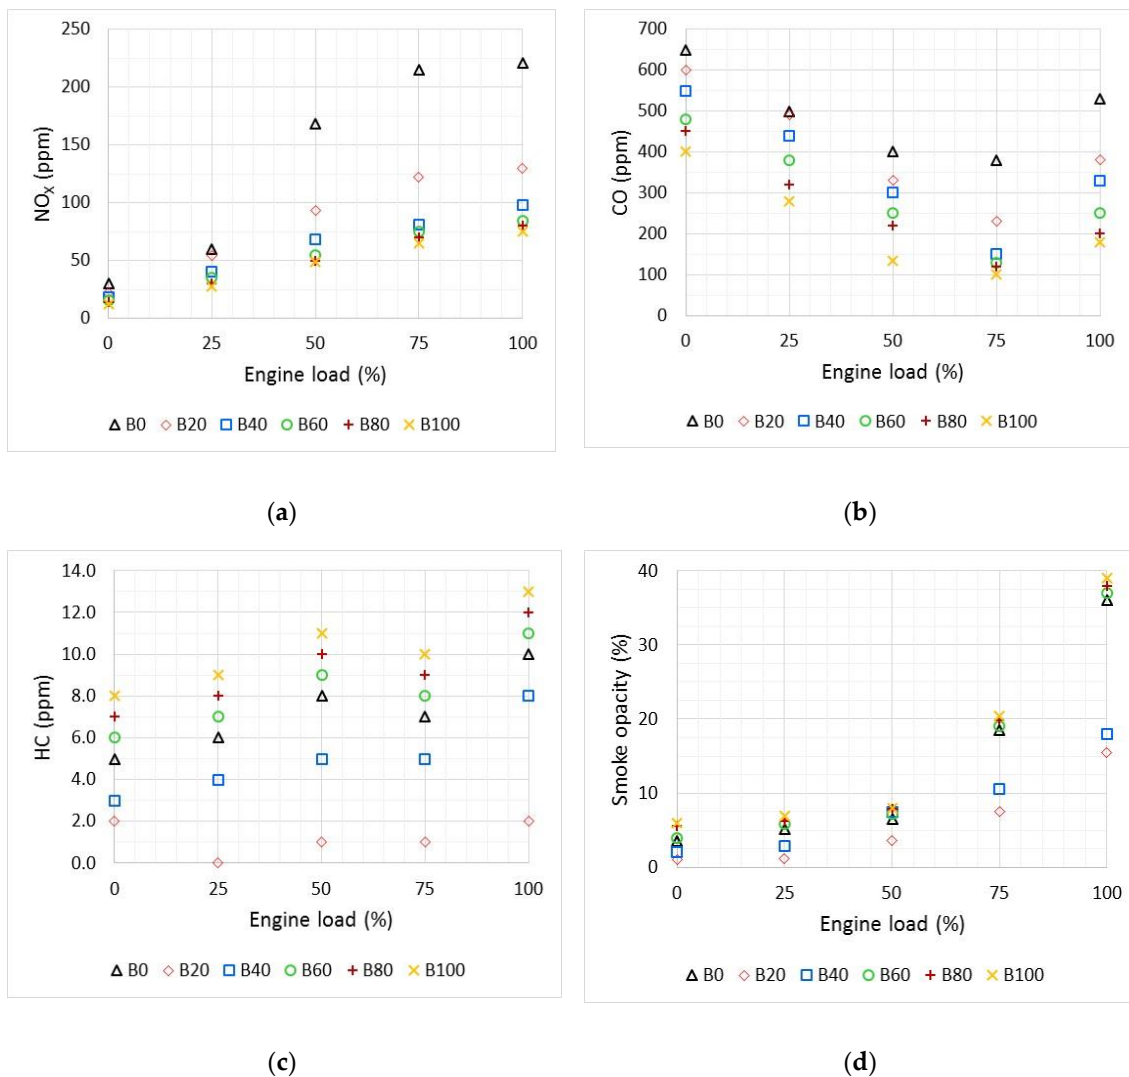 250
200
150
100
50
0
NOX (ppm)
0 25 50 75 100
Engine load (%)
B0 B20 B40 B60 B80 B100
(a)
700
600
500
400
300
200
100
0
CO (ppm)
0 25 50 75 100
Engine load (%)
B0 B20 B40 B60 B80 B100
(b)
14.0
12.0
10.0
8.0
6.0
4.0
2.0
0.0
HC (ppm)
0 25 50 75 100
Engine load (%)
B0 B20 B40 B60 B80 B100
(c)
40
30
20
10
0
Smoke opacity (%)
0 25 50 75 100
Engine load (%)
B0 B20 B40 B60 B80 B100
(d)